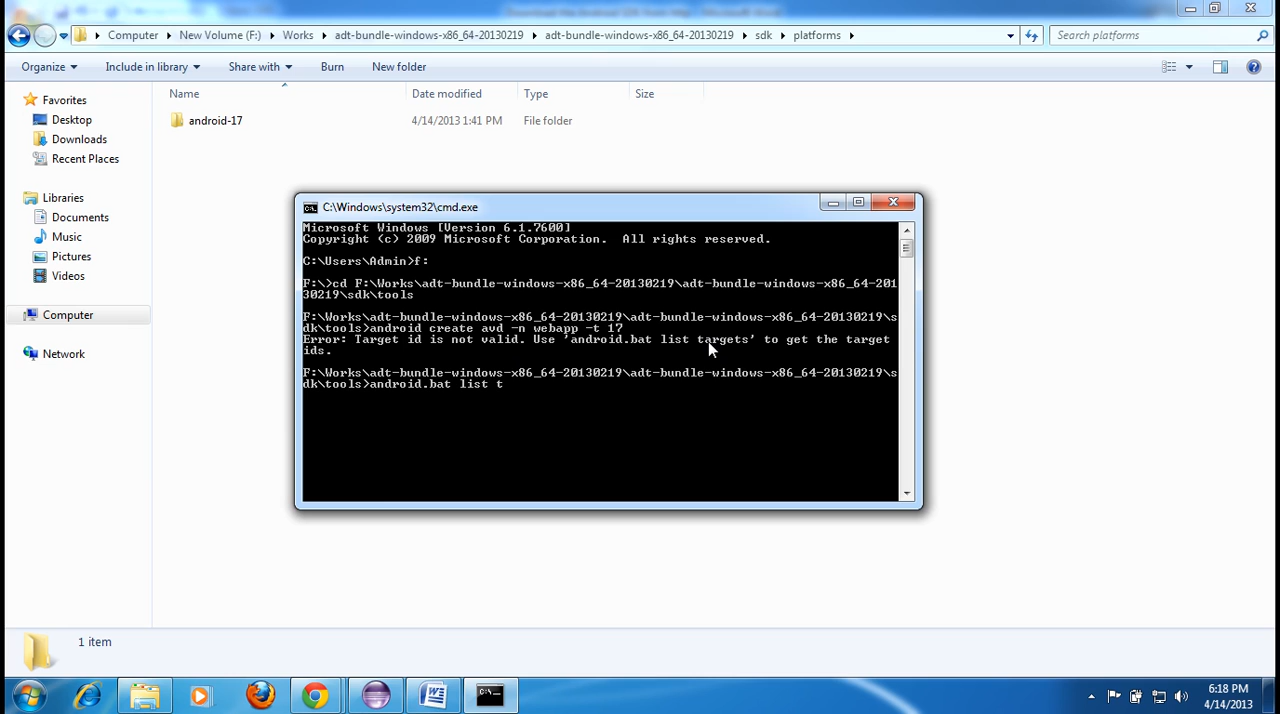 Computer New Volume (F:) Works adt-bundle-windows-x86_64-20130219 adt-bundle-windows-x86_64-20130219 sdk platforms Search platforms
Organize Include in library Share with Burn New folder
Favorites
Desktop
Downloads
Recent Places
Libraries
Documents
Music
Pictures
Videos
Computer
Network
Name Date modified Type Size
android-17 4/14/2013 1:41 PM File folder
C:\Windows\system32\cmd.exe
Microsoft Windows [Version 6.1.7600]
Copyright (c) 2009 Microsoft Corporation. All rights reserved.
C:\Users\Admin>f:
F:\>cd F:\Works\adt-bundle-windows-x86_64-20130219\adt-bundle-windows-x86_64-201
30219\sdk\tools
F:\Works\adt-bundle-windows-x86_64-20130219\adt-bundle-windows-x86_64-20130219\s
dk\tools>android create avd -n webapp -t 17
Error: Target id is not valid. Use 'android.bat list targets' to get the target
ids.
F:\Works\adt-bundle-windows-x86_64-20130219\adt-bundle-windows-x86_64-20130219\s
dk\tools>android.bat list t
1 item
6:18 PM
4/14/2013